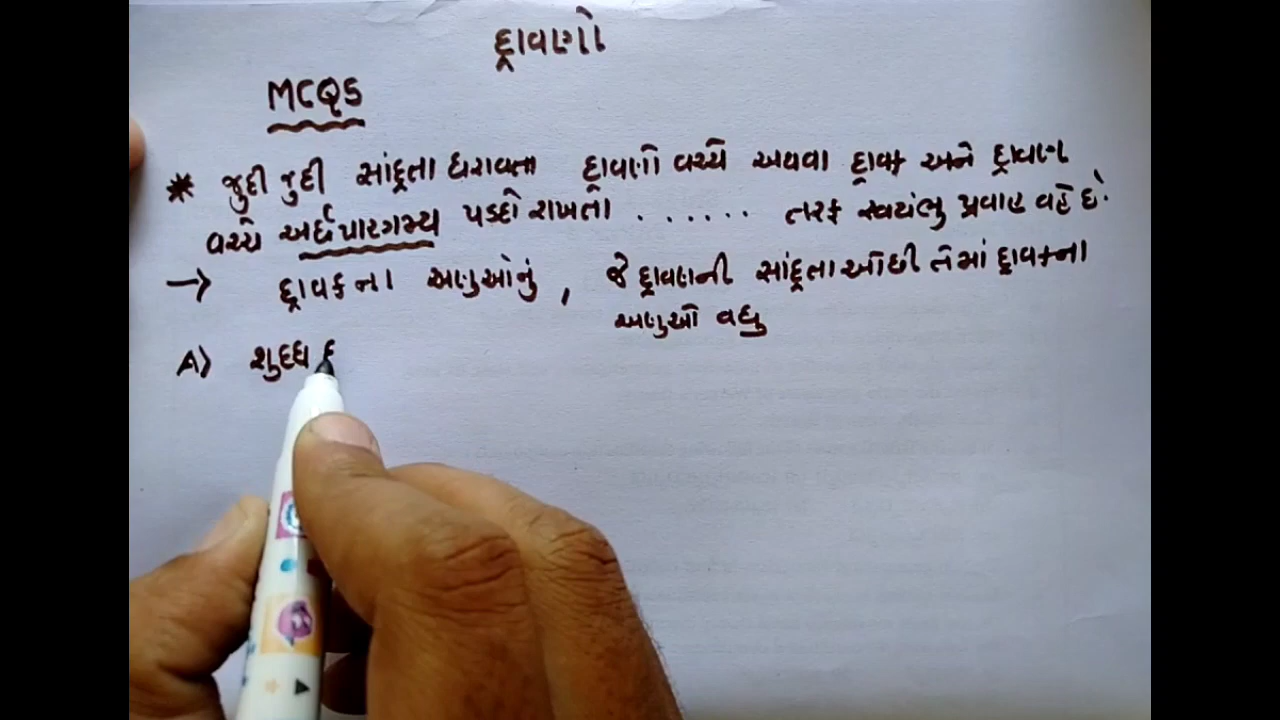 દ્રાવણો
MCQS
* જુદી જુદી સાંદ્રતા ધરાવતા દ્રાવણો વચ્ચે અથવા દ્રાવક અને દ્રાવણ
વચ્ચે અર્ધપારગમ્ય પડદો રાખતા ...... તરફ સ્વયંભુ પ્રવાહ વહે છે.
→ દ્રાવકના અણુઓનું , જે દ્રાવણની સાંદ્રતા ઓછી તેમાં દ્રાવકના
અણુઓ વધુ
A) શુદ્ધ